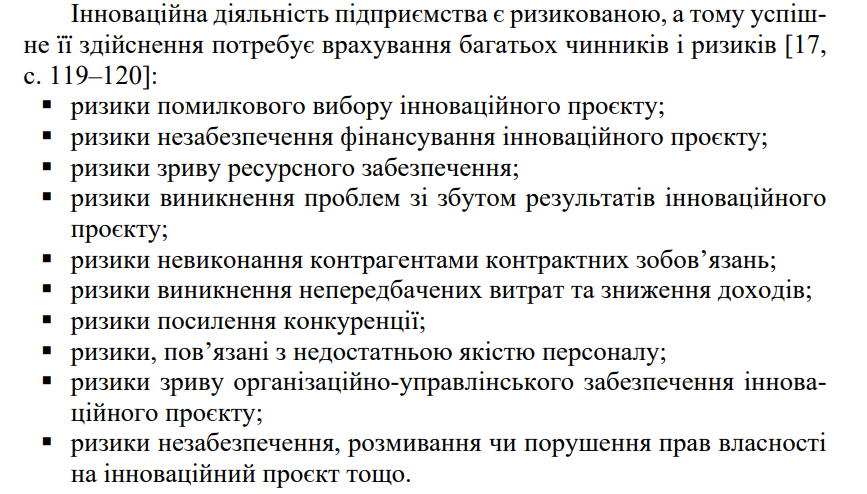 Інноваційна діяльність підприємства є ризикованою, а тому успіш-
не її здійснення потребує врахування багатьох чинників і ризиків [17,
с. 119–120]:
▪ ризики помилкового вибору інноваційного проєкту;
▪ ризики незабезпечення фінансування інноваційного проєкту;
▪ ризики зриву ресурсного забезпечення;
▪ ризики виникнення проблем зі збутом результатів інноваційного
проєкту;
▪ ризики невиконання контрагентами контрактних зобов’язань;
▪ ризики виникнення непередбачених витрат та зниження доходів;
▪ ризики посилення конкуренції;
▪ ризики, пов’язані з недостатньою якістю персоналу;
▪ ризики зриву організаційно-управлінського забезпечення іннова-
ційного проєкту;
▪ ризики незабезпечення, розмивання чи порушення прав власності
на інноваційний проєкт тощо.